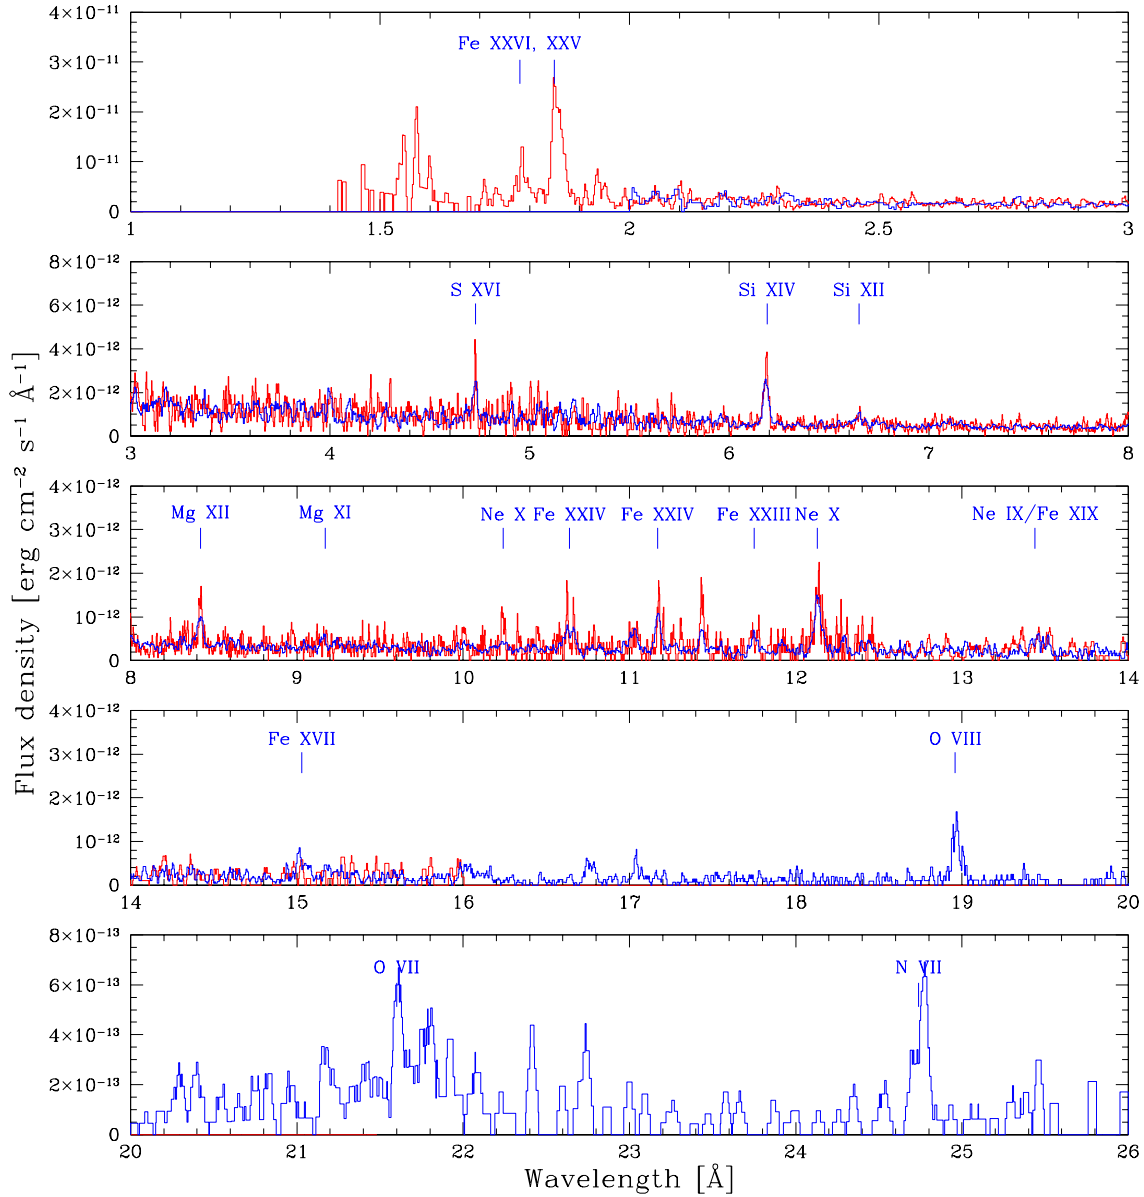 4×10⁻¹¹
3×10⁻¹¹
2×10⁻¹¹
10⁻¹¹
0
Fe XXVI, XXV
1 1.5 2 2.5 3
8×10⁻¹²
6×10⁻¹²
4×10⁻¹²
2×10⁻¹²
0
S XVI Si XIV Si XII
3 4 5 6 7 8
4×10⁻¹²
3×10⁻¹²
2×10⁻¹²
10⁻¹²
0
Mg XII Mg XI Ne X Fe XXIV Fe XXIV Fe XXIII Ne X Ne IX/Fe XIX
8 9 10 11 12 13 14
4×10⁻¹²
3×10⁻¹²
2×10⁻¹²
10⁻¹²
0
Fe XVII O VIII
14 15 16 17 18 19 20
8×10⁻¹³
6×10⁻¹³
4×10⁻¹³
2×10⁻¹³
0
O VII N VII
20 21 22 23 24 25 26
Wavelength [Å]
Flux density [erg cm⁻² s⁻¹ Å⁻¹]